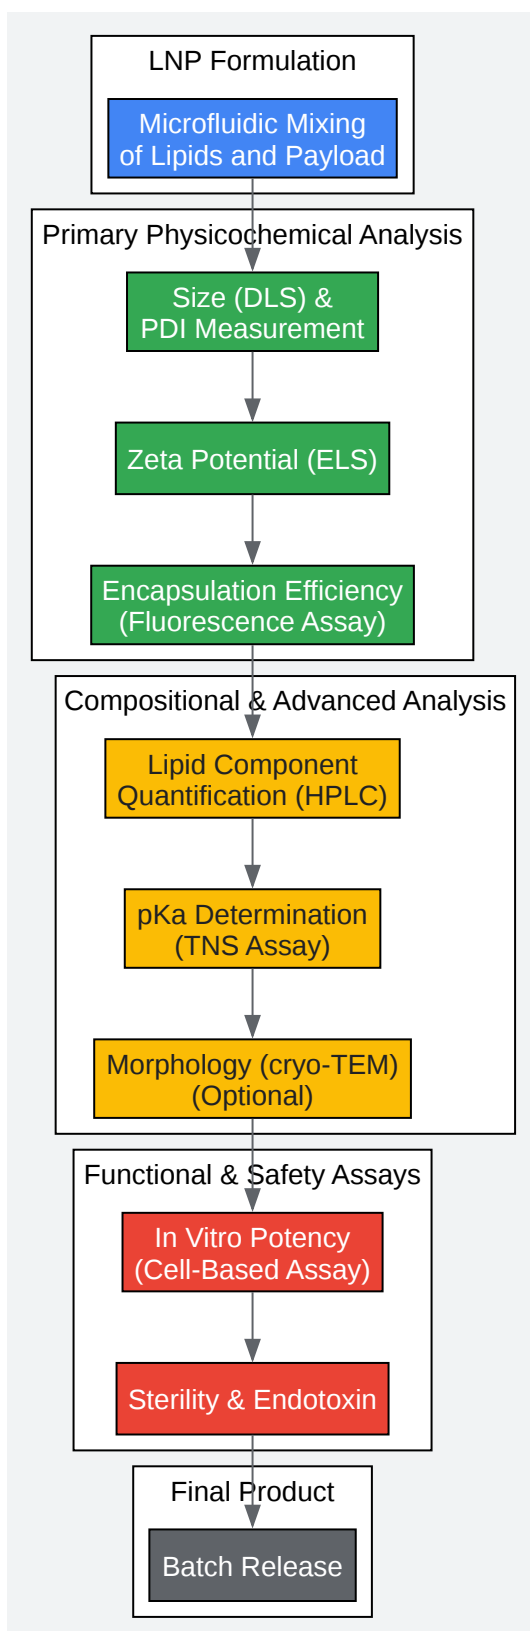 LNP Formulation
Microfluidic Mixing
of Lipids and Payload
Primary Physicochemical Analysis
Size (DLS) &
PDI Measurement
Zeta Potential (ELS)
Encapsulation Efficiency
(Fluorescence Assay)
Compositional & Advanced Analysis
Lipid Component
Quantification (HPLC)
pKa Determination
(TNS Assay)
Morphology (cryo-TEM)
(Optional)
Functional & Safety Assays
In Vitro Potency
(Cell-Based Assay)
Sterility & Endotoxin
Final Product
Batch Release